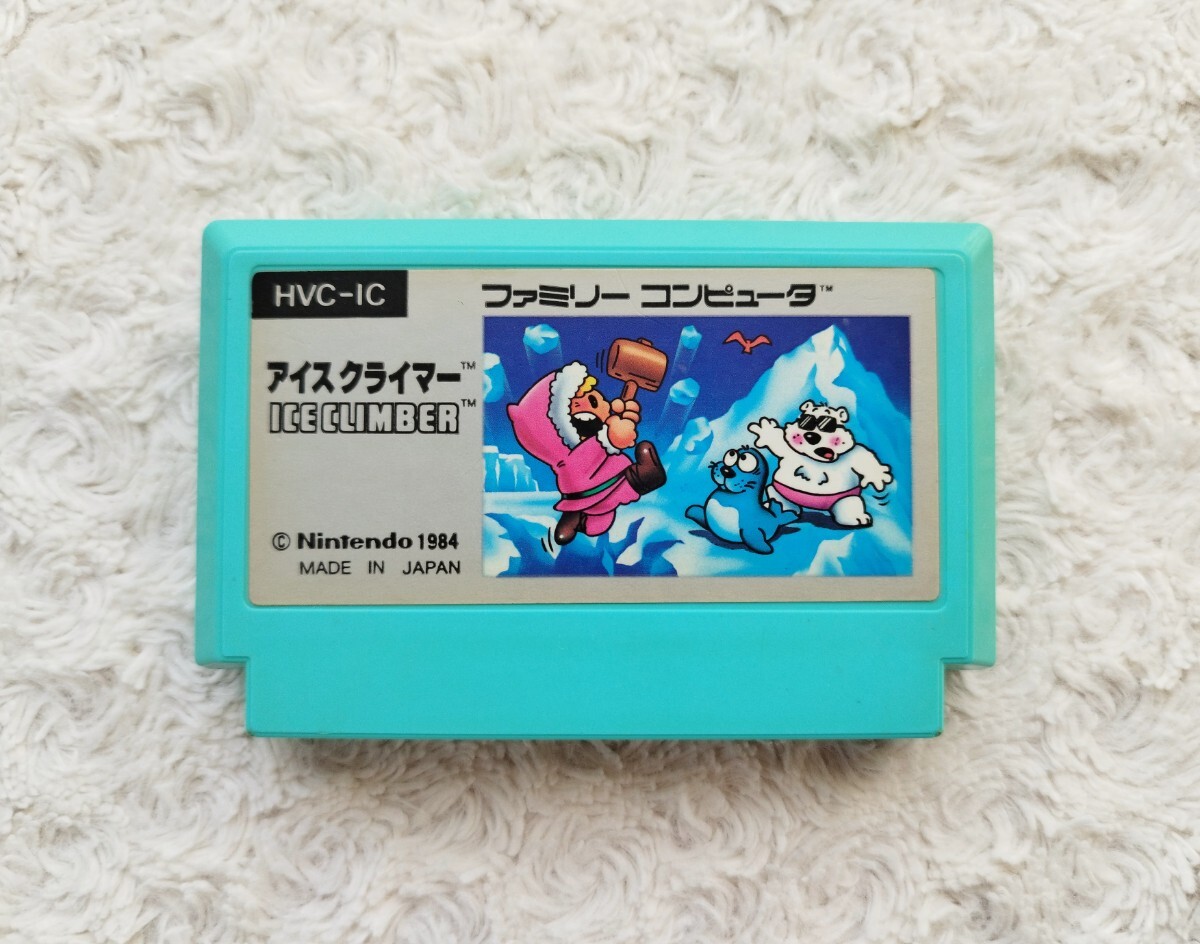 HVC-IC
ファミリー コンピュータ™
アイスクライマー™
ICE CLIMBER™
© Nintendo 1984
MADE IN JAPAN